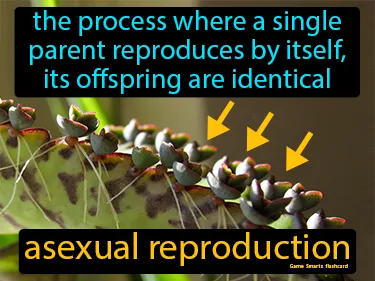 the process where a single
parent reproduces by itself,
its offspring are identical
asexual reproduction
Game Smartz flashcard